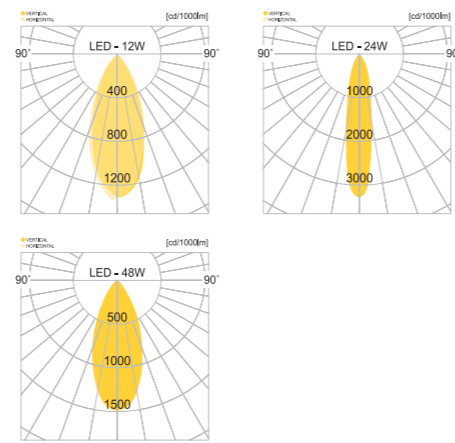 VERTICAL
HORIZONTAL
[cd/1000lm]
LED - 12W
90° 90°
400
800
1200
VERTICAL
HORIZONTAL
[cd/1000lm]
LED - 24W
90° 90
1000
2000
3000
VERTICAL
HORIZONTAL
[cd/1000lm]
LED - 48W
90° 90°
500
1000
1500